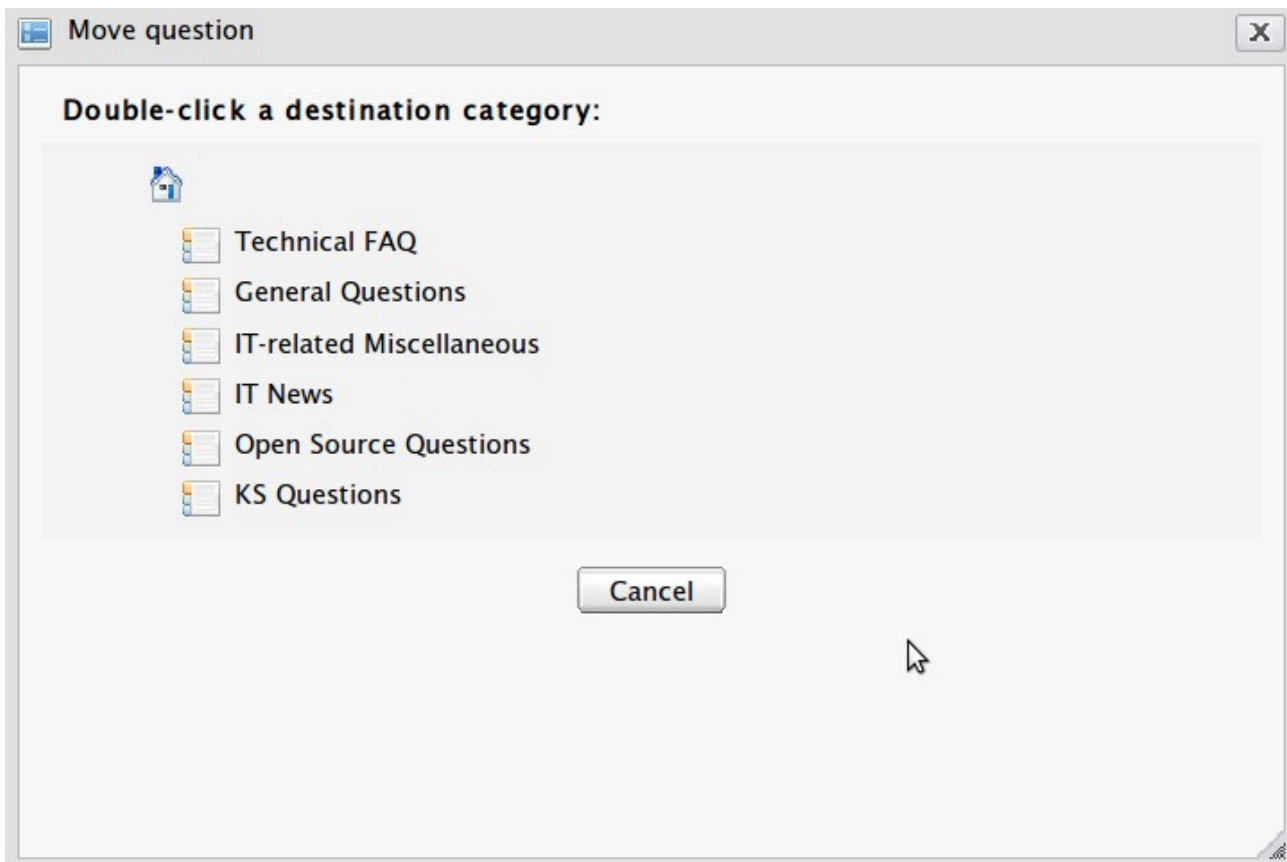 Move question
X
Double-click a destination category:
Technical FAQ
General Questions
IT-related Miscellaneous
IT News
Open Source Questions
KS Questions
Cancel